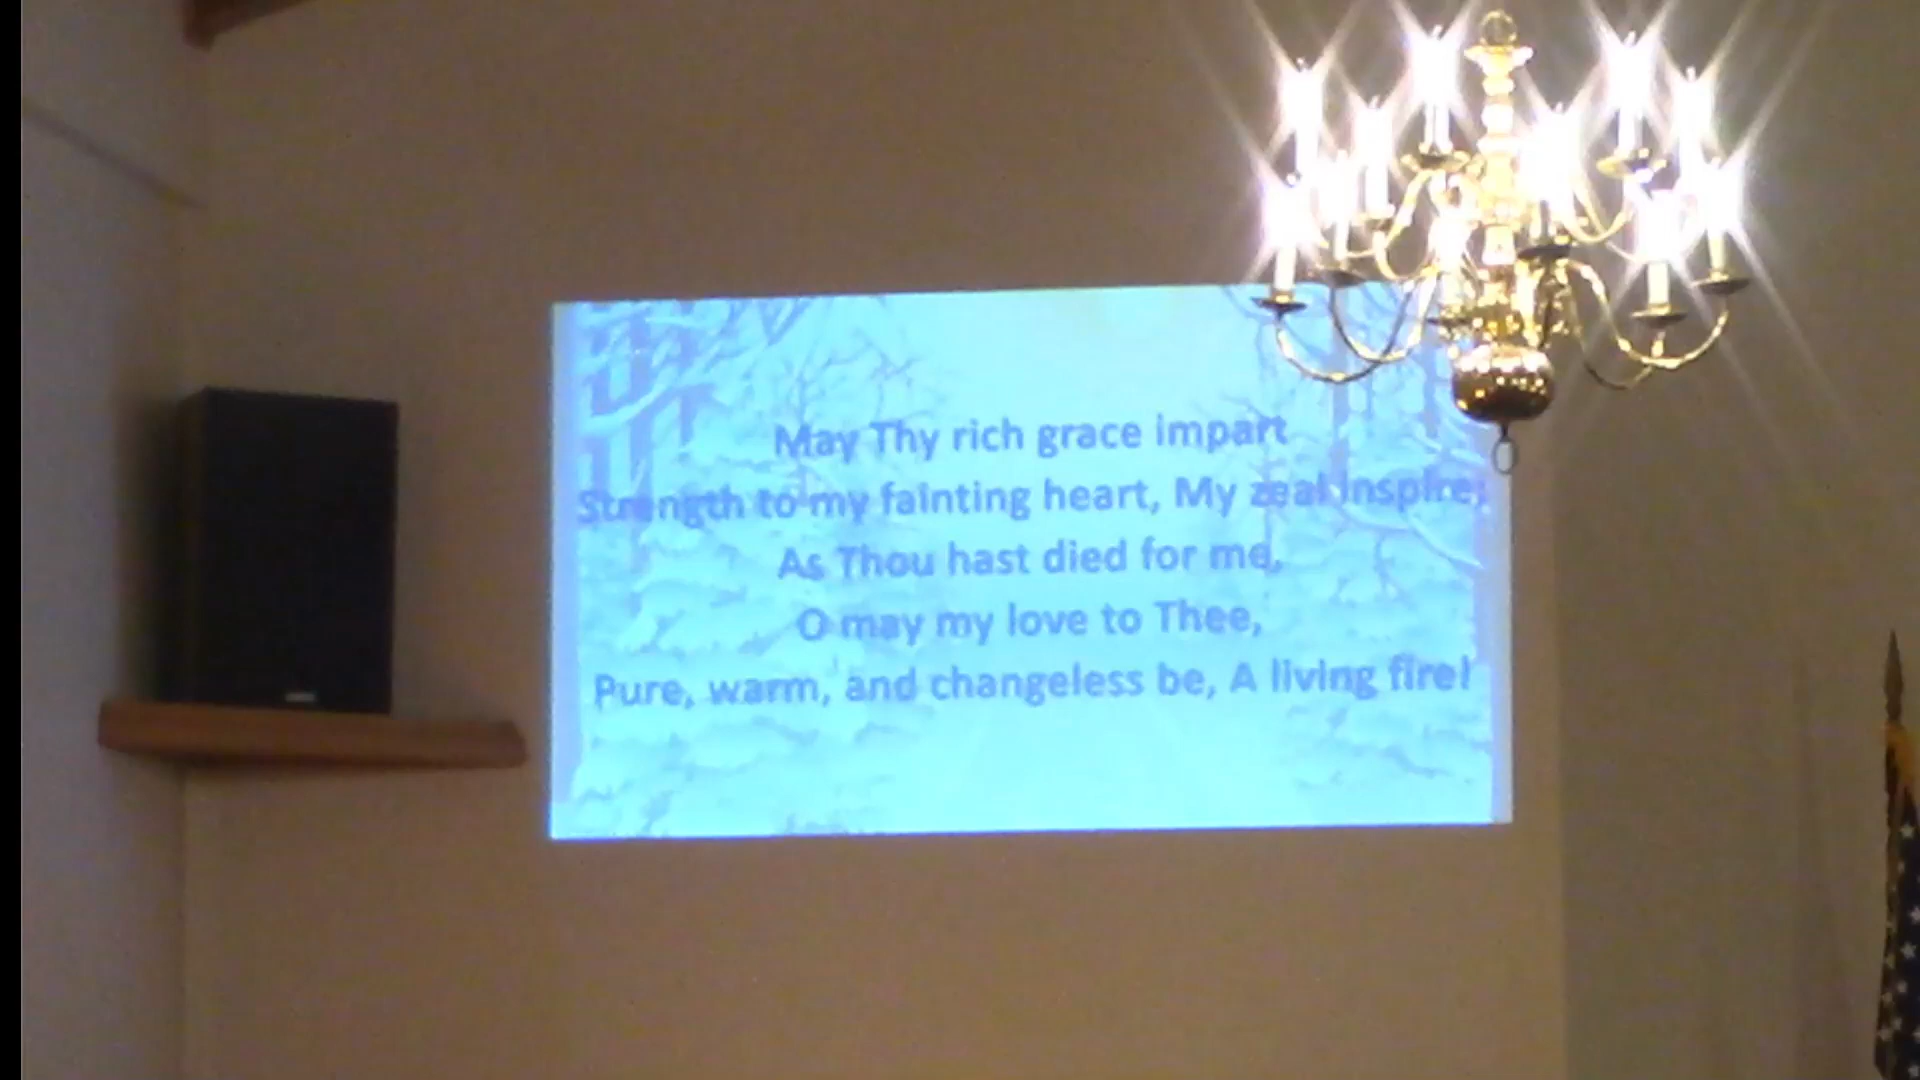 May Thy rich grace impart
Strength to my fainting heart, My zeal inspire;
As Thou hast died for me,
O may my love to Thee,
Pure, warm, and changeless be, A living fire!